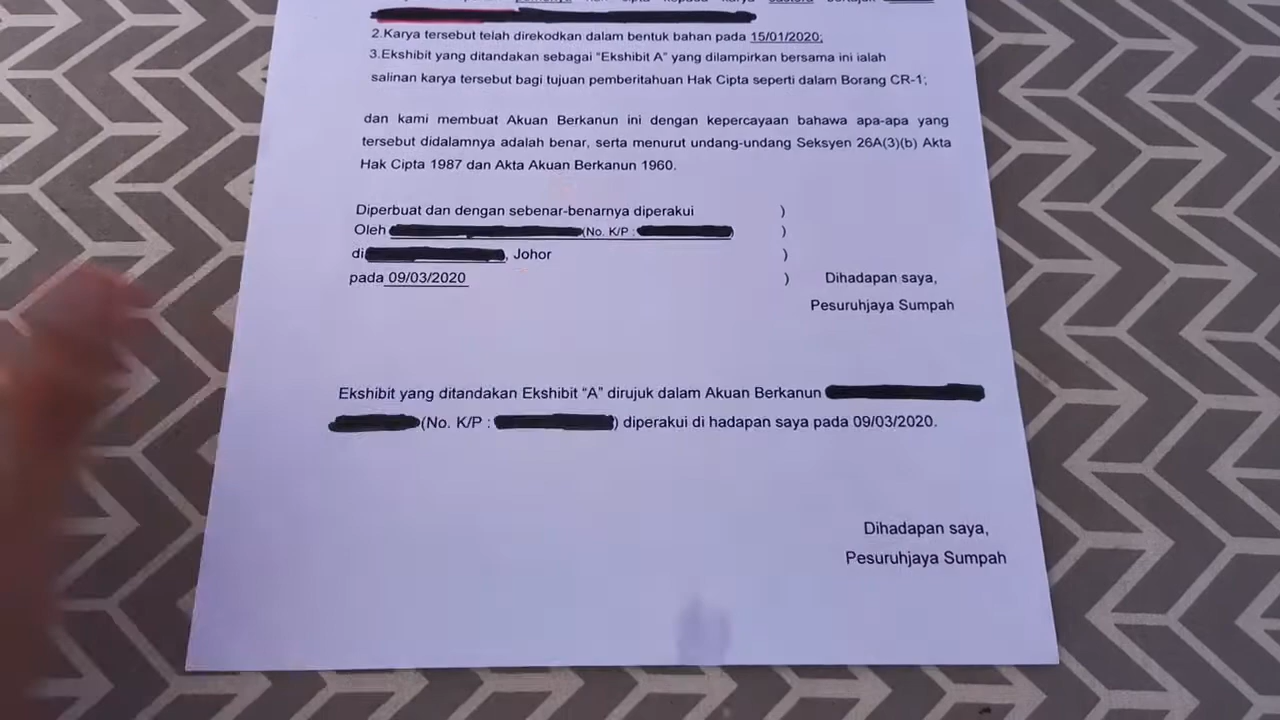 hak cipta kepada karya sastera
2.Karya tersebut telah direkodkan dalam bentuk bahan pada 15/01/2020;
3.Ekshibit yang ditandakan sebagai “Ekshibit A” yang dilampirkan bersama ini ialah
salinan karya tersebut bagi tujuan pemberitahuan Hak Cipta seperti dalam Borang CR-1;
dan kami membuat Akuan Berkanun ini dengan kepercayaan bahawa apa-apa yang
tersebut didalamnya adalah benar, serta menurut undang-undang Seksyen 26A(3)(b) Akta
Hak Cipta 1987 dan Akta Akuan Berkanun 1960.
Diperbuat dan dengan sebenar-benarnya diperakui )
Oleh (No. K/P : )
di , Johor )
pada 09/03/2020 ) Dihadapan saya,
Pesuruhjaya Sumpah
Ekshibit yang ditandakan Ekshibit “A” dirujuk dalam Akuan Berkanun
(No. K/P : ) diperakui di hadapan saya pada 09/03/2020.
Dihadapan saya,
Pesuruhjaya Sumpah